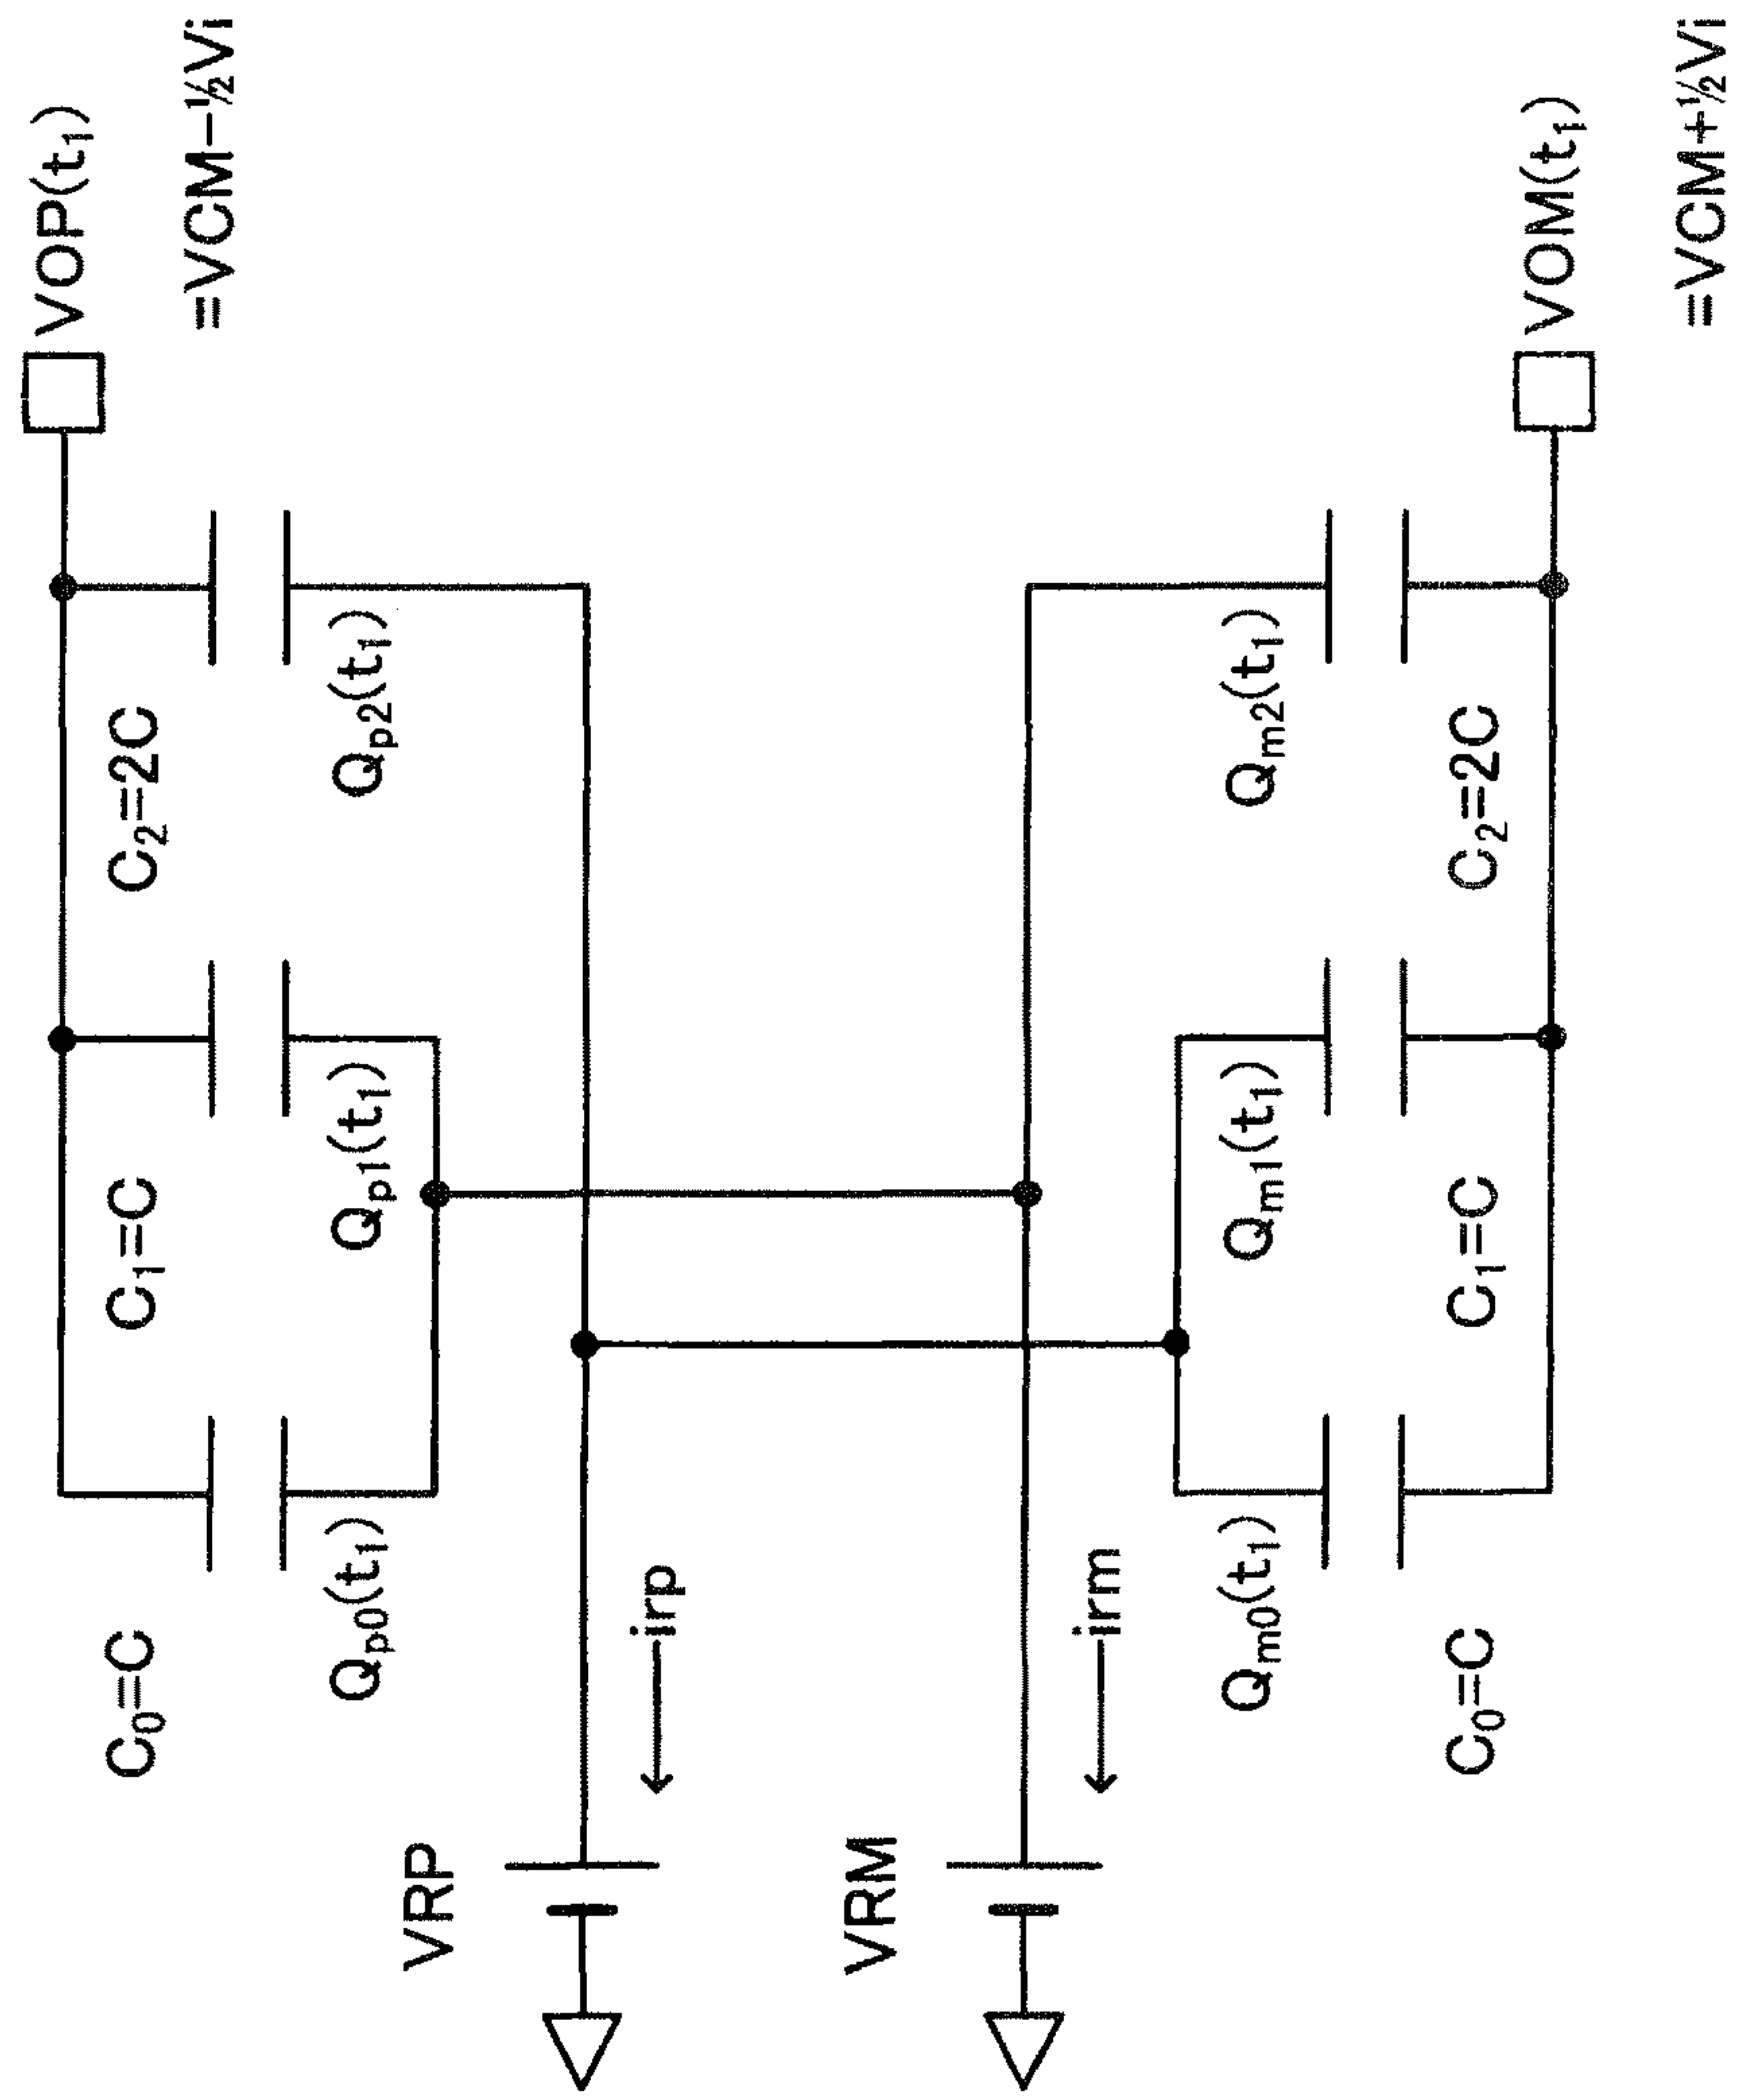 VOP(t₁)
=VCM−½Vi
C₀=C
C₁=C
C₂=2C
Qₚ₀(t₁)
Qₚ₁(t₁)
Qₚ₂(t₁)
VRP
irp
VRM
irm
Qₘ₀(t₁)
Qₘ₁(t₁)
Qₘ₂(t₁)
C₀=C
C₁=C
C₂=2C
VOM(t₁)
=VCM+½Vi